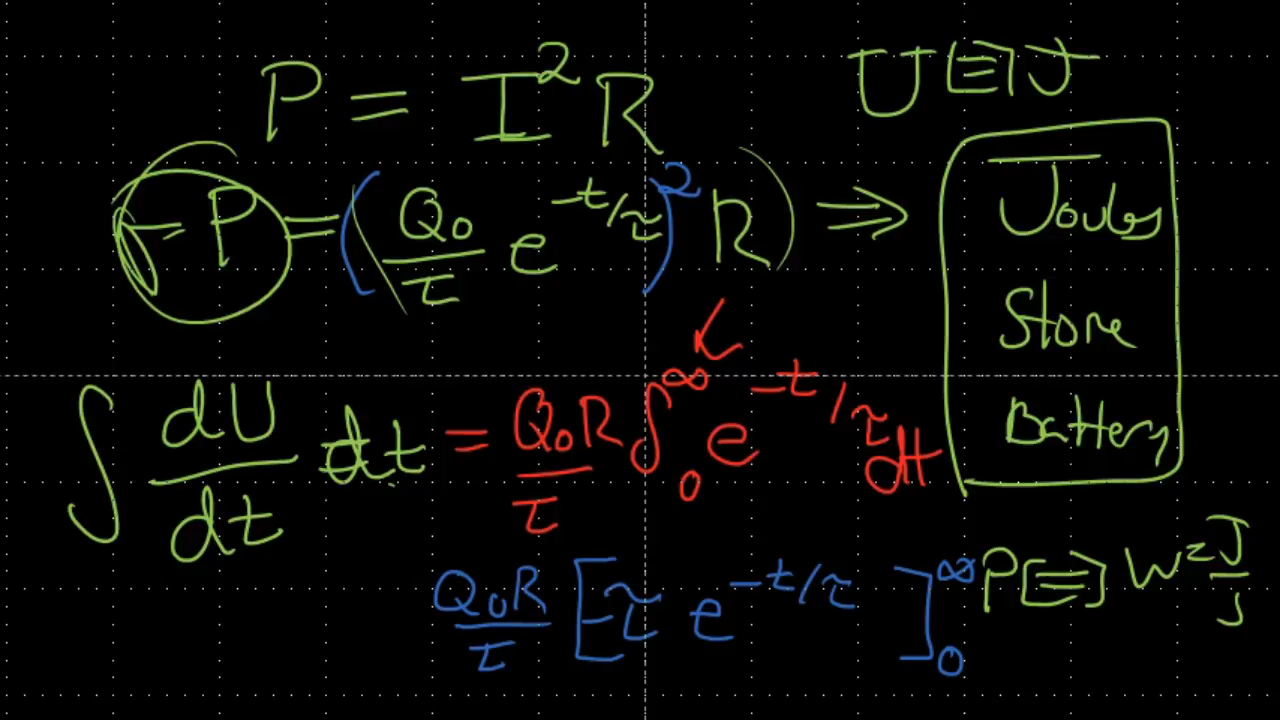 P = I²R
U [=] J
∫ P = (Q₀/τ e^(-t/τ))² R) ⇒
Joules
Store
Battery
∫ dU/dt dt = Q₀R/τ ∫₀^∞ e^(-t/τ) dt
Q₀R/τ [-τ e^(-t/τ)]₀^∞
P [=] W = J/s